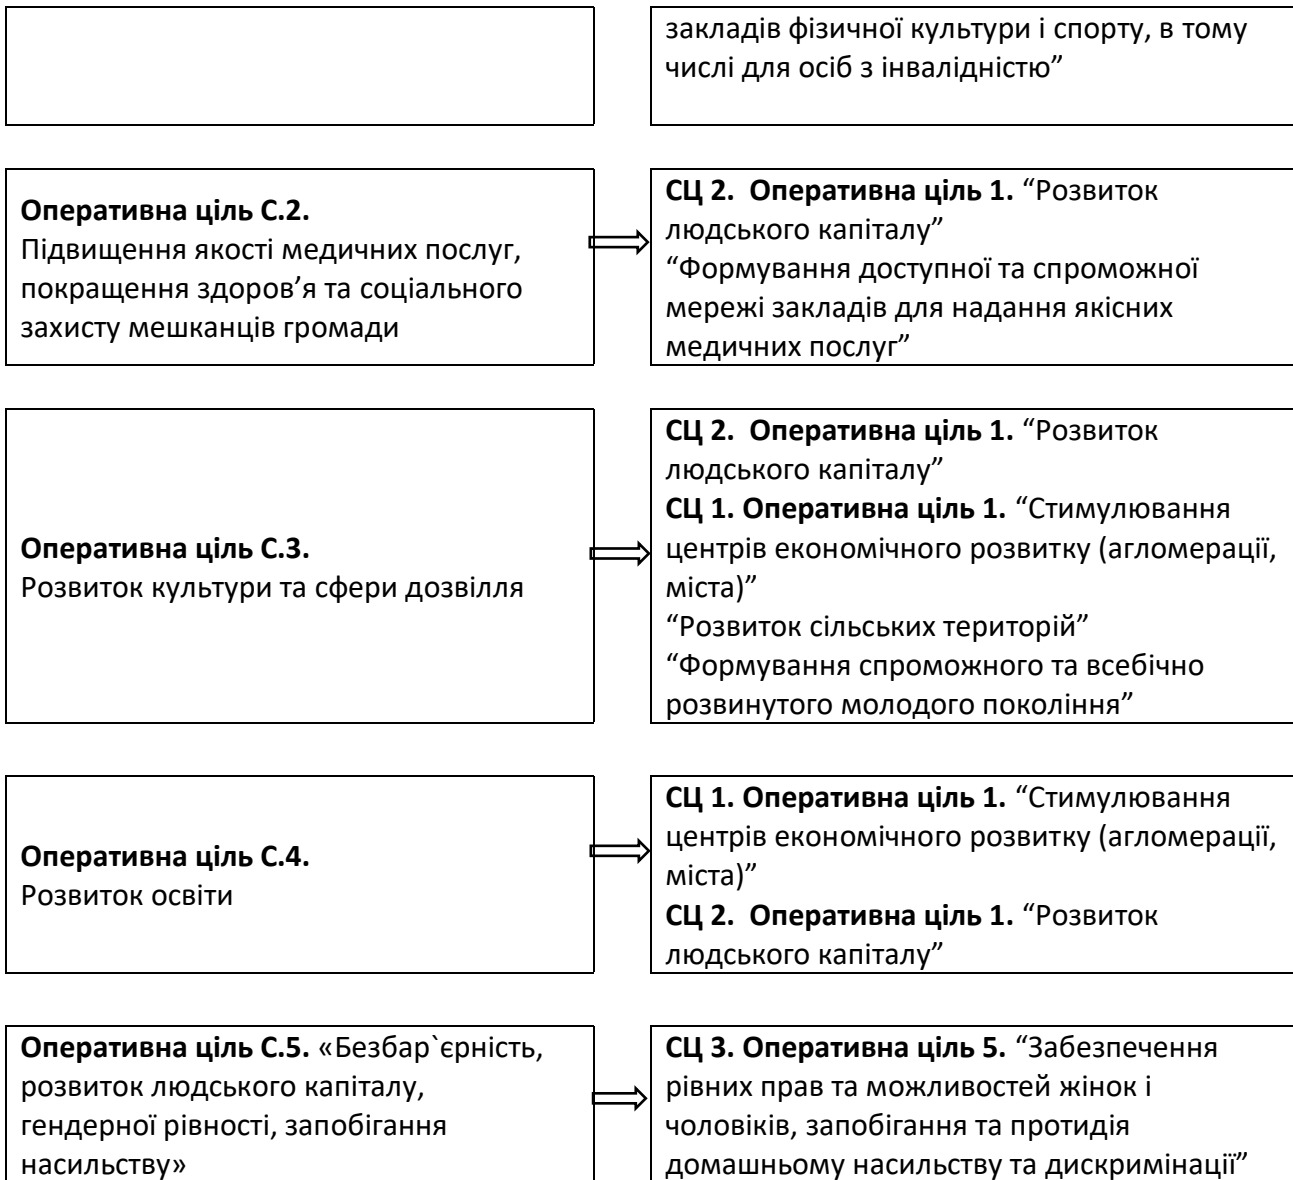 закладів фізичної культури і спорту, в тому
числі для осіб з інвалідністю”
Оперативна ціль С.2.
Підвищення якості медичних послуг,
покращення здоров’я та соціального
захисту мешканців громади
СЦ 2. Оперативна ціль 1. “Розвиток
людського капіталу”
“Формування доступної та спроможної
мережі закладів для надання якісних
медичних послуг”
Оперативна ціль С.3.
Розвиток культури та сфери дозвілля
СЦ 2. Оперативна ціль 1. “Розвиток
людського капіталу”
СЦ 1. Оперативна ціль 1. “Стимулювання
центрів економічного розвитку (агломерації,
міста)”
“Розвиток сільських територій”
“Формування спроможного та всебічно
розвинутого молодого покоління”
Оперативна ціль С.4.
Розвиток освіти
СЦ 1. Оперативна ціль 1. “Стимулювання
центрів економічного розвитку (агломерації,
міста)”
СЦ 2. Оперативна ціль 1. “Розвиток
людського капіталу”
Оперативна ціль С.5. «Безбар`єрність,
розвиток людського капіталу,
гендерної рівності, запобігання
насильству»
СЦ 3. Оперативна ціль 5. “Забезпечення
рівних прав та можливостей жінок і
чоловіків, запобігання та протидія
домашньому насильству та дискримінації”